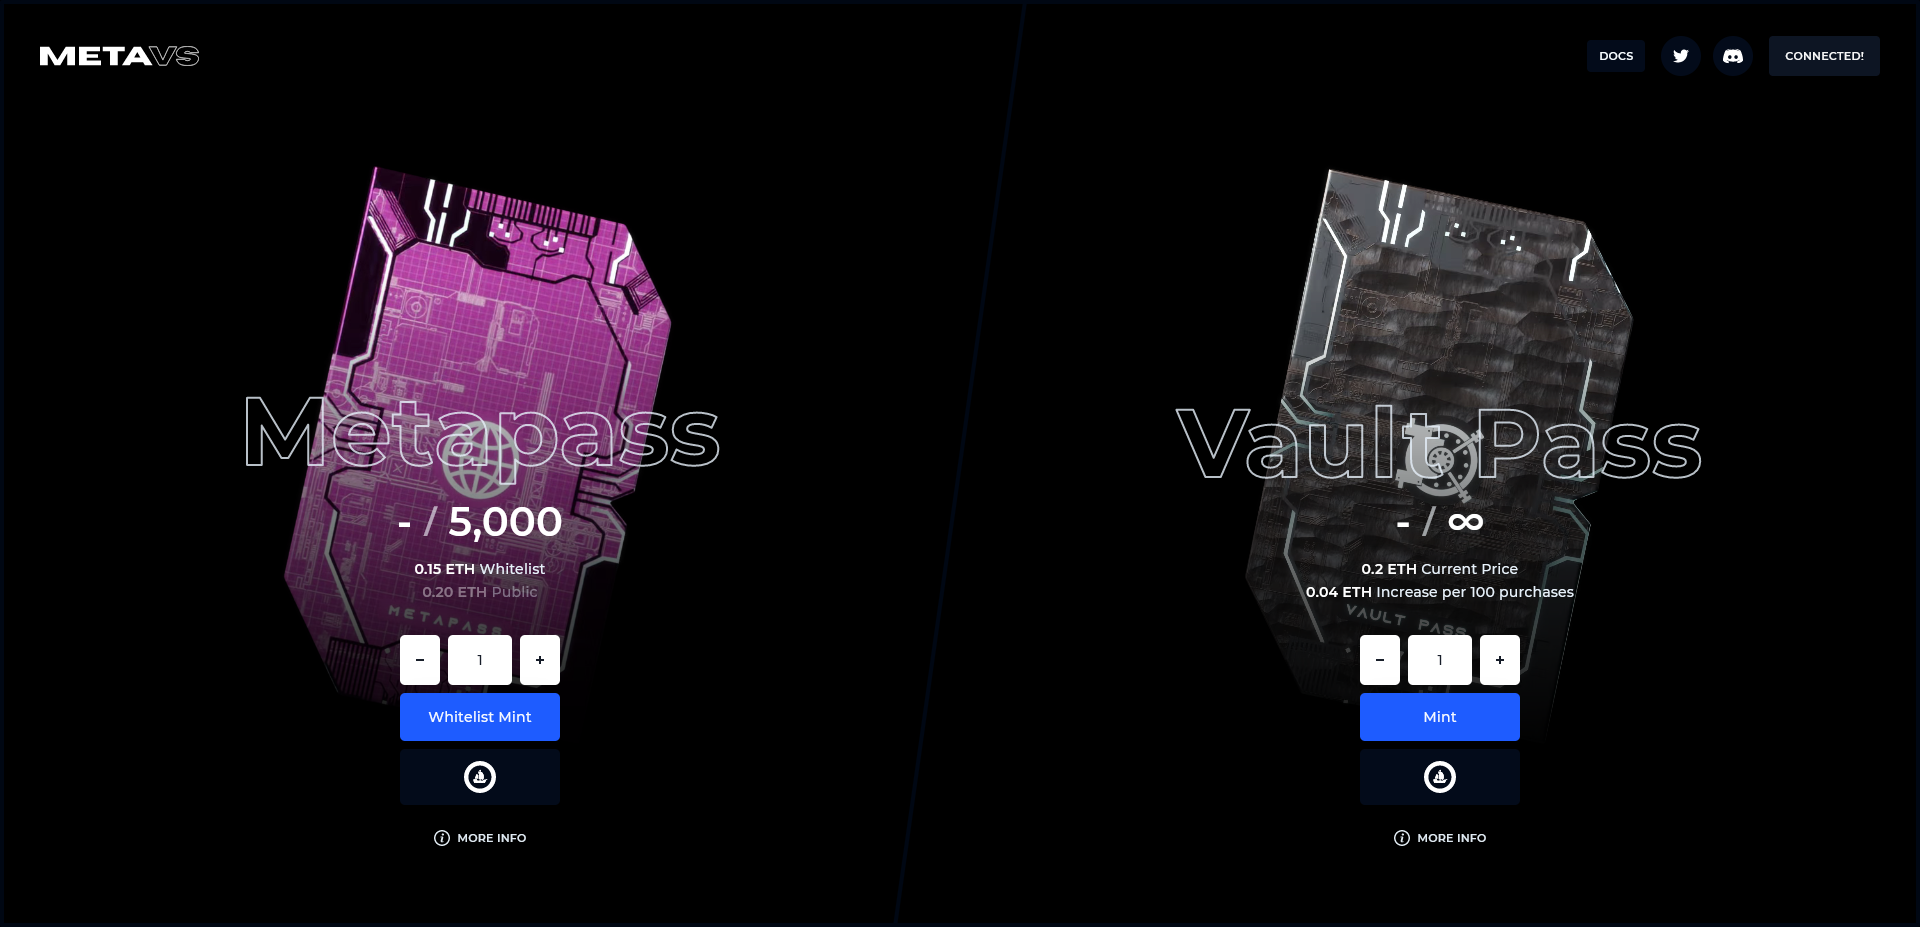 METAVS
DOCS
CONNECTED!
Metapass
- / 5,000
0.15 ETH Whitelist
0.20 ETH Public
METAPASS
− 1 +
Whitelist Mint
MORE INFO
Vault Pass
- / ∞
0.2 ETH Current Price
0.04 ETH Increase per 100 purchases
VAULT PASS
− 1 +
Mint
MORE INFO